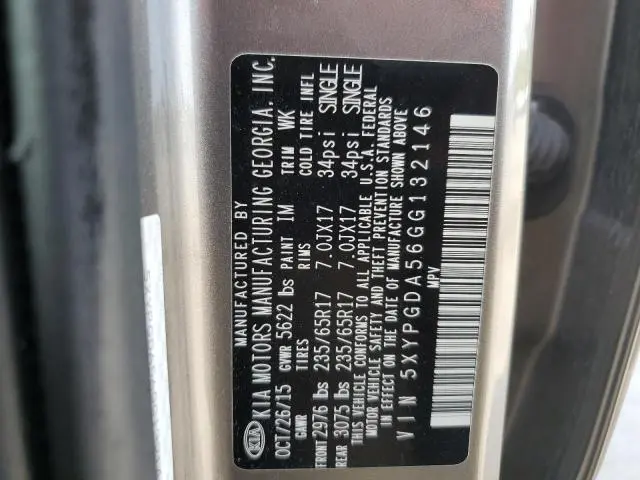 KIA
MANUFACTURED BY
KIA MOTORS MANUFACTURING GEORGIA, INC.
OCT/26/15 GVWR 5622 lbs PAINT IM TRIM WK
GAWR TIRES RIMS COLD TIRE INFL
FRONT 2976 lbs 235/65R17 7.0JX17 34psi SINGLE
REAR 3075 lbs 235/65R17 7.0JX17 34psi SINGLE
THIS VEHICLE CONFORMS TO ALL APPLICABLE U.S.A. FEDERAL
MOTOR VEHICLE SAFETY AND THEFT PREVENTION STANDARDS
IN EFFECT ON THE DATE OF MANUFACTURE SHOWN ABOVE
VIN 5XYPGDA56GG132146
MPV